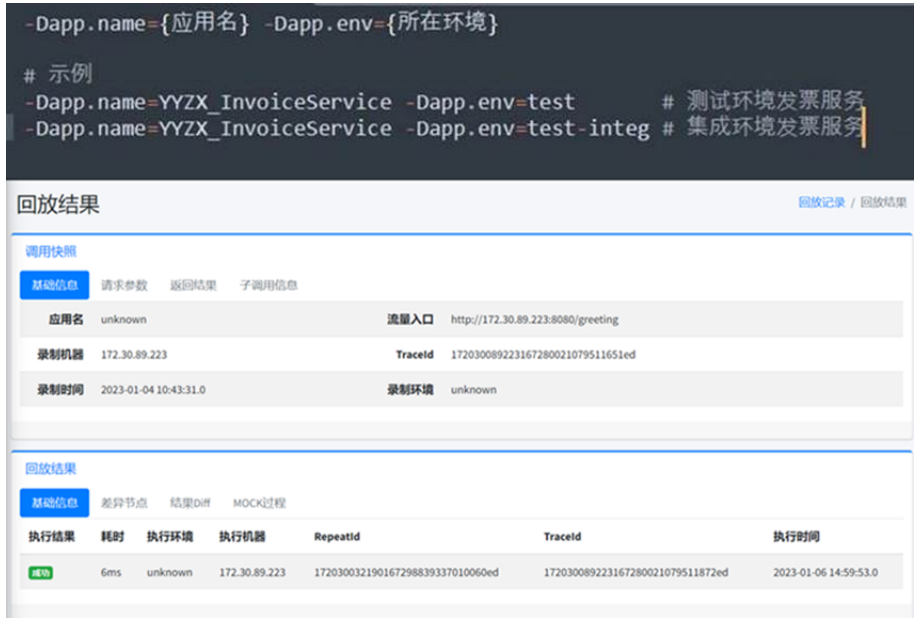 -Dapp.name={应用名} -Dapp.env={所在环境}
# 示例
-Dapp.name=YYZX_InvoiceService -Dapp.env=test # 测试环境发票服务
-Dapp.name=YYZX_InvoiceService -Dapp.env=test-integ # 集成环境发票服务
回放结果 回放记录 / 回放结果
调用快照
基础信息 请求参数 返回结果 子调用信息
应用名 unknown 流量入口 http://172.30.89.223:8080/greeting
录制机器 172.30.89.223 TraceId 172030089223167280021079511651ed
录制时间 2023-01-04 10:43:31.0 录制环境 unknown
回放结果
基础信息 差异节点 结果Diff MOCK过程
执行结果 耗时 执行环境 执行机器 RepeatId TraceId 执行时间
成功 6ms unknown 172.30.89.223 172030032190167298839337010060ed 172030089223167280021079511872ed 2023-01-06 14:59:53.0